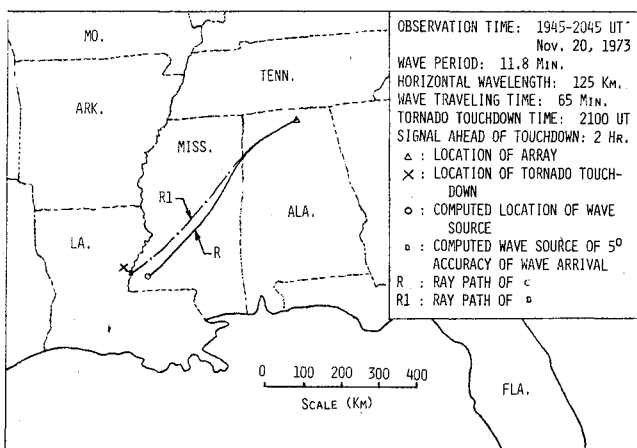 OBSERVATION TIME: 1945-2045 UT
Nov. 20, 1973
WAVE PERIOD: 11.8 MIN.
HORIZONTAL WAVELENGTH: 125 KM.
WAVE TRAVELING TIME: 65 MIN.
TORNADO TOUCHDOWN TIME: 2100 UT
SIGNAL AHEAD OF TOUCHDOWN: 2 HR.
△ : LOCATION OF ARRAY
× : LOCATION OF TORNADO TOUCH-
DOWN
○ : COMPUTED LOCATION OF WAVE
SOURCE
□ : COMPUTED WAVE SOURCE OF 5° 
ACCURACY OF WAVE ARRIVAL
R : RAY PATH OF ○
R1 : RAY PATH OF □
MO.
TENN.
ARK.
MISS.
R1
ALA.
LA.
R
0 100 200 300 400
SCALE (KM)
FLA.